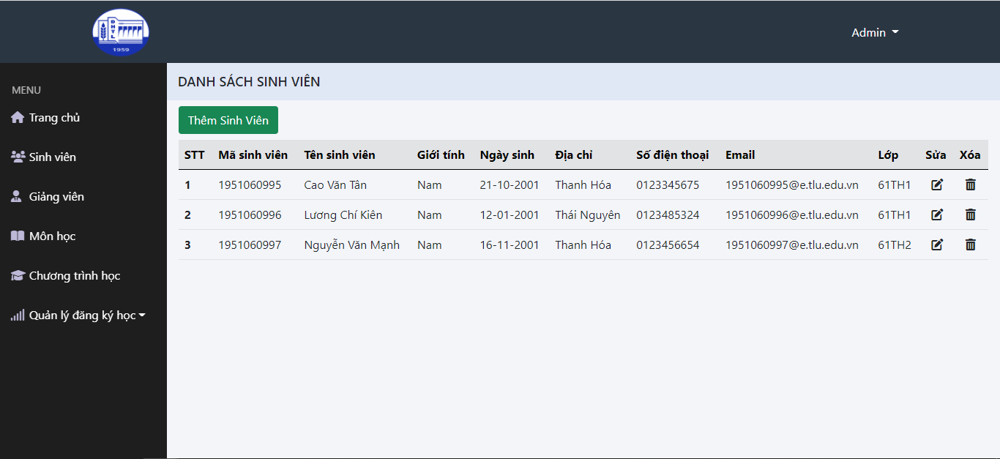 ĐHTL
1959
Admin
MENU
Trang chủ
Sinh viên
Giảng viên
Môn học
Chương trình học
Quản lý đăng ký học
DANH SÁCH SINH VIÊN
Thêm Sinh Viên
STT Mã sinh viên Tên sinh viên Giới tính Ngày sinh Địa chỉ Số điện thoại Email Lớp Sửa Xóa
1 1951060995 Cao Văn Tân Nam 21-10-2001 Thanh Hóa 0123345675 1951060995@e.tlu.edu.vn 61TH1
2 1951060996 Lương Chí Kiên Nam 12-01-2001 Thái Nguyên 0123485324 1951060996@e.tlu.edu.vn 61TH1
3 1951060997 Nguyễn Văn Mạnh Nam 16-11-2001 Thanh Hóa 0123456654 1951060997@e.tlu.edu.vn 61TH2